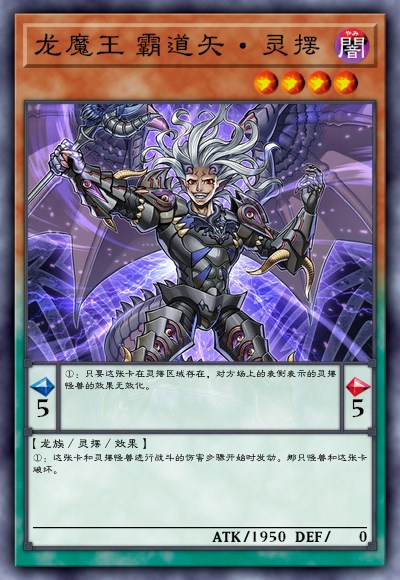 龙魔王 霸道矢·灵摆
闇
やみ
①：只要这张卡在灵摆区域存在，对方场上的表侧表示的灵摆
怪兽的效果无效化。
5
5
【龙族/灵摆/效果】
①：这张卡和灵摆怪兽进行战斗的伤害步骤开始时发动。那只怪兽和这张卡
破坏。
ATK/1950 DEF/ 0